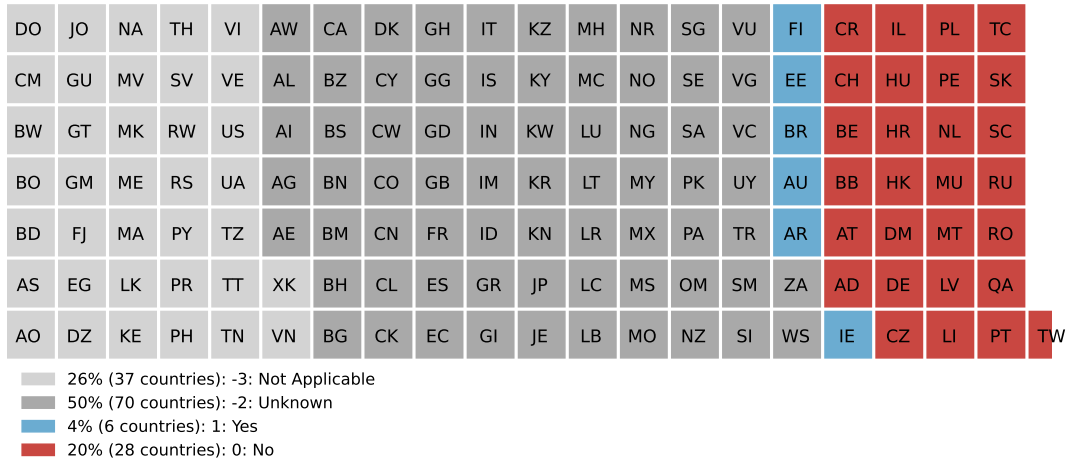 DO JO NA TH VI AW CA DK GH IT KZ MH NR SG VU FI CR IL PL TC
CM GU MV SV VE AL BZ CY GG IS KY MC NO SE VG EE CH HU PE SK
BW GT MK RW US AI BS CW GD IN KW LU NG SA VC BR BE HR NL SC
BO GM ME RS UA AG BN CO GB IM KR LT MY PK UY AU BB HK MU RU
BD FJ MA PY TZ AE BM CN FR ID KN LR MX PA TR AR AT DM MT RO
AS EG LK PR TT XK BH CL ES GR JP LC MS OM SM ZA AD DE LV QA
AO DZ KE PH TN VN BG CK EC GI JE LB MO NZ SI WS IE CZ LI PT TW
26% (37 countries): -3: Not Applicable
50% (70 countries): -2: Unknown
4% (6 countries): 1: Yes
20% (28 countries): 0: No